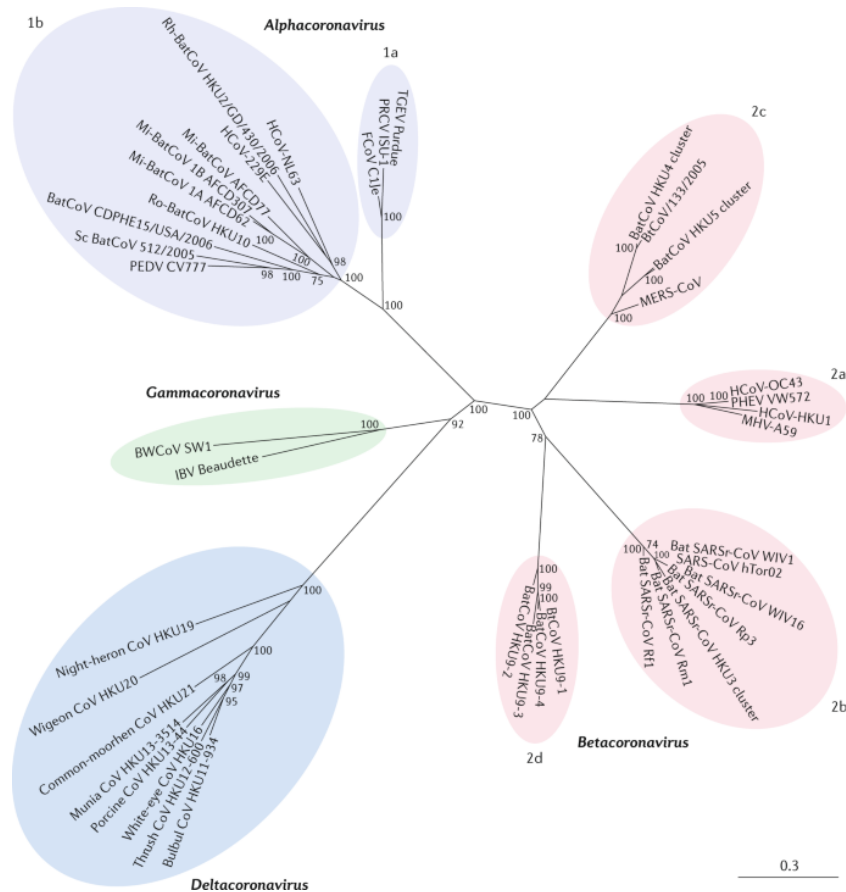 1b
Alphacoronavirus
1a
Rh-BatCoV HKU2/GD/430/2006
HCoV-NL63
HCoV-229E
Mi-BatCoV AFCD77
Mi-BatCoV 1B AFCD307
Mi-BatCoV 1A AFCD62
Ro-BatCoV HKU10
BatCoV CDPHE15/USA/2006
Sc BatCoV 512/2005
PEDV CV777
100
100
98
98
100
75
100
TGEV Purdue
PRCV ISU-1
FCoV C1Je
100
100
2c
BatCoV HKU4 cluster
BtCoV/133/2005
BatCoV HKU5 cluster
MERS-CoV
100
100
100
2a
HCoV-OC43
PHEV VW572
HCoV-HKU1
MHV-A59
100
100
Gammacoronavirus
BWCoV SW1
IBV Beaudette
100
92
100
100
78
Bat SARSr-CoV WIV1
SARS-CoV hTor02
Bat SARSr-CoV WIV16
Bat SARSr-CoV Rp3
Bat SARSr-CoV HKU3 cluster
Bat SARSr-CoV Rm1
Bat SARSr-CoV Rf1
100
74
100
2b
BtCoV HKU9-1
BatCoV HKU9-4
BatCoV HKU9-3
BatCoV HKU9-2
100
99
100
2d
Betacoronavirus
Night-heron CoV HKU19
Wigeon CoV HKU20
Common-moorhen CoV HKU21
Munia CoV HKU13-3514
Porcine CoV HKU13-44
White-eye CoV HKU16
Thrush CoV HKU12-600
Bulbul CoV HKU11-934
100
100
98
99
97
95
Deltacoronavirus
0.3